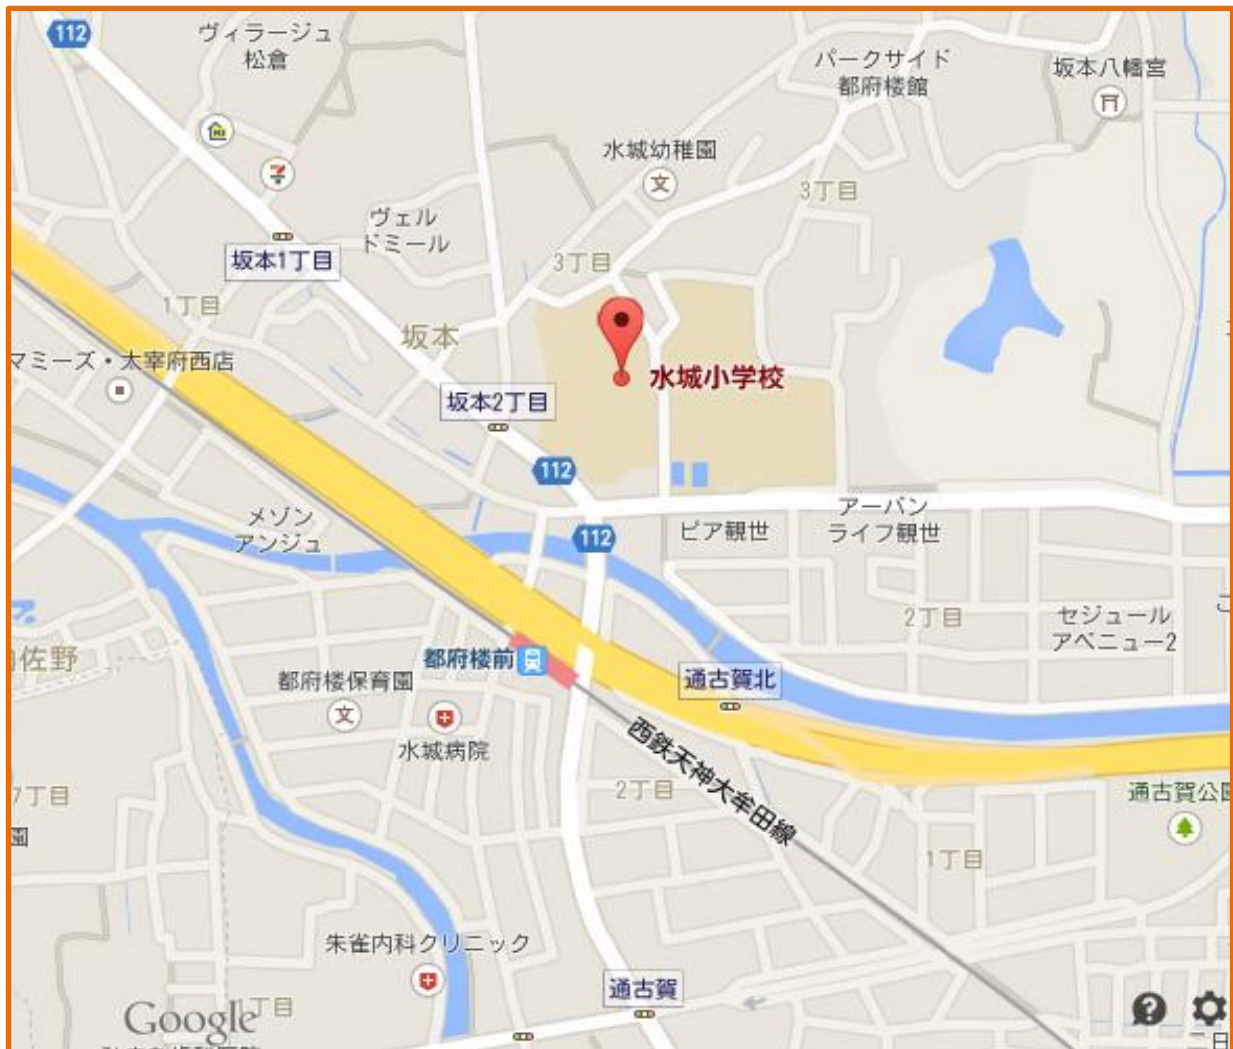 112
ヴィラージュ
松倉
パークサイド
都府楼館
坂本八幡宮
水城幼稚園
文
3丁目
ヴェル
ドミール
坂本1丁目
3丁目
1丁目
坂本
マミーズ・太宰府西店
水城小学校
坂本2丁目
112
メゾン
アンジュ
112
ピア観世
アーバン
ライフ観世
2丁目
セジュール
アベニュー2
佐野
都府楼前
都府楼保育園
文
通古賀北
水城病院
西鉄天神大牟田線
7丁目
2丁目
通古賀公園
園
1丁目
朱雀内科クリニック
通古賀
Google
丁目